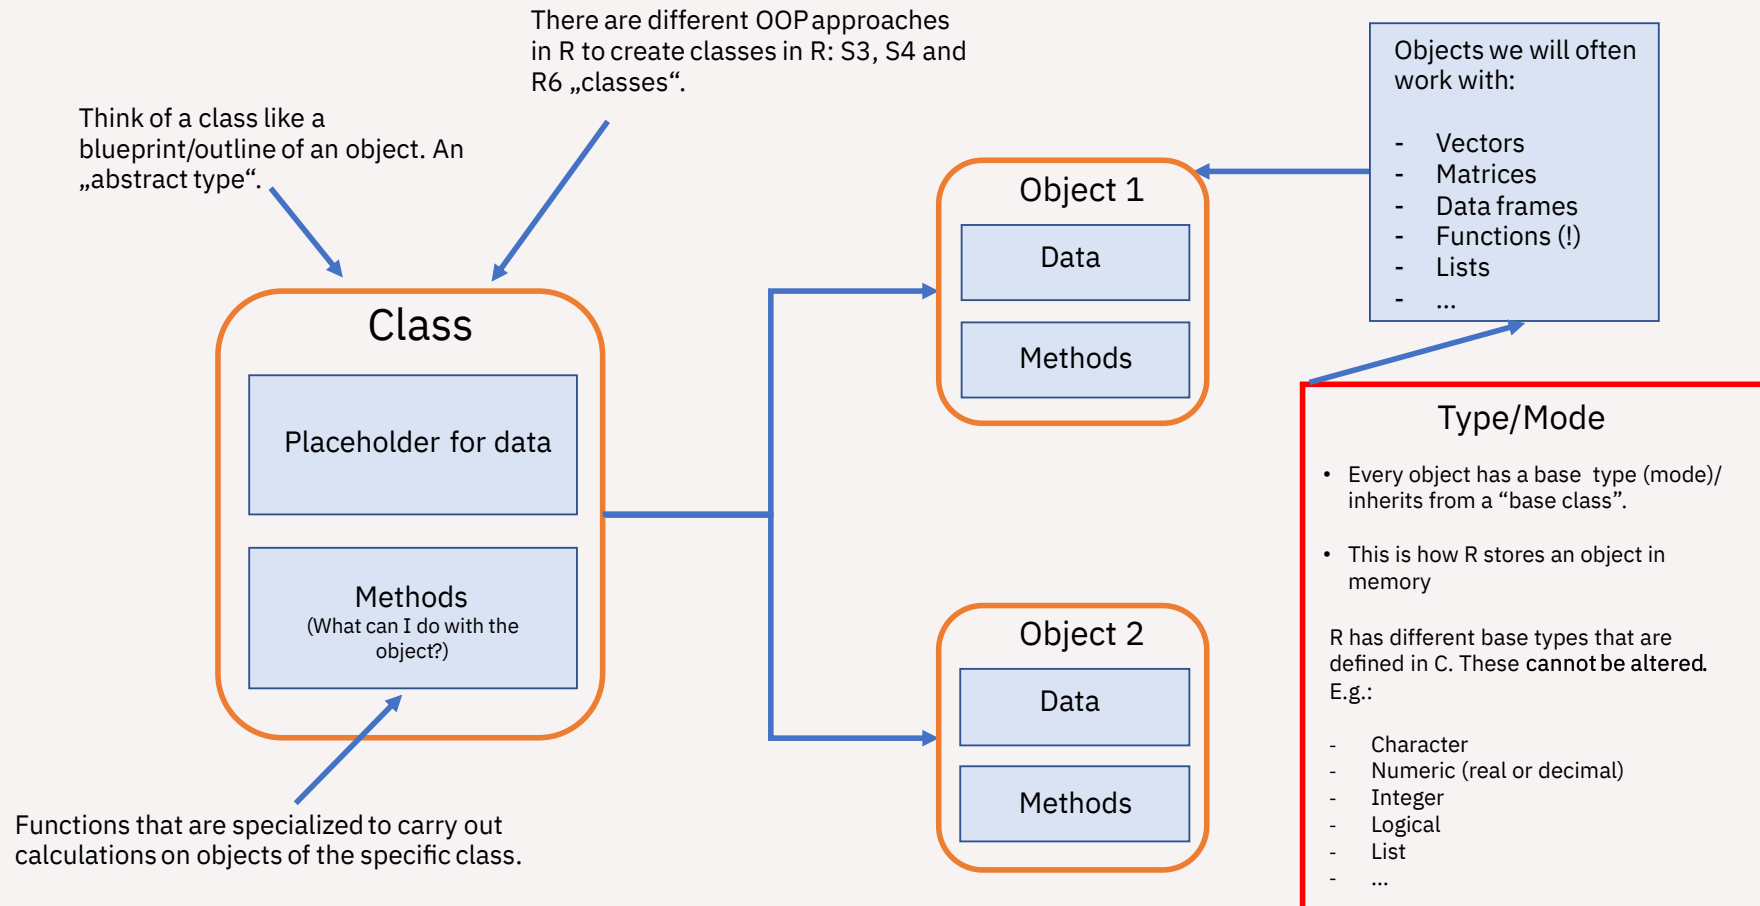 There are different OOP approaches
in R to create classes in R: S3, S4 and
R6 „classes“.
Think of a class like a
blueprint/outline of an object. An
„abstract type“.
Class
Placeholder for data
Methods
(What can I do with the
object?)
Functions that are specialized to carry out
calculations on objects of the specific class.
Object 1
Data
Methods
Object 2
Data
Methods
Objects we will often
work with:
- Vectors
- Matrices
- Data frames
- Functions (!)
- Lists
- ...
Type/Mode
• Every object has a base type (mode)/
inherits from a “base class”.
• This is how R stores an object in
memory
R has different base types that are
defined in C. These cannot be altered.
E.g.:
- Character
- Numeric (real or decimal)
- Integer
- Logical
- List
- ...